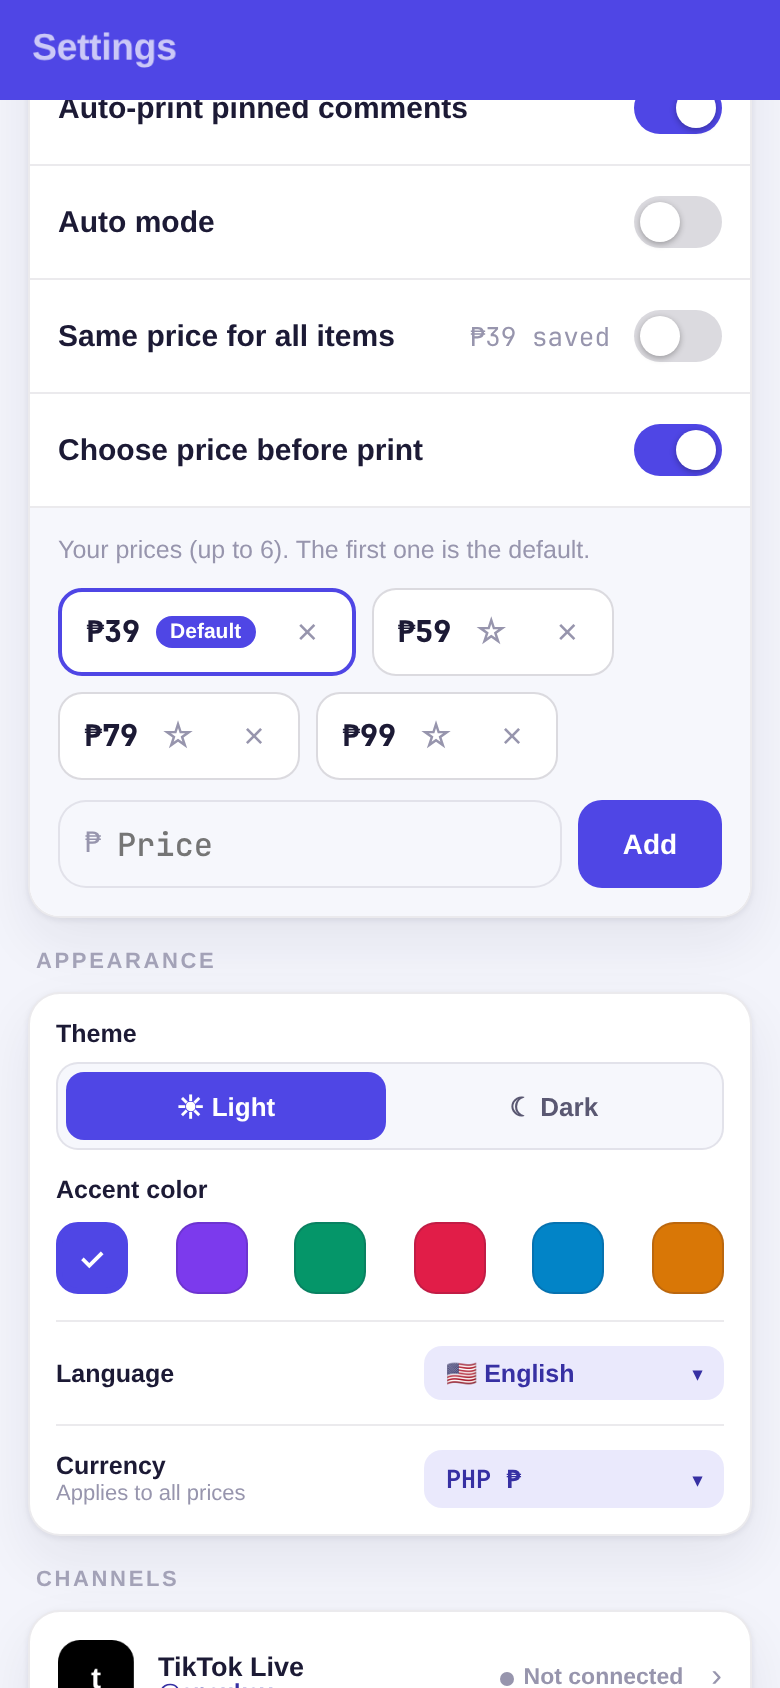 Settings
Auto-print pinned comments
Auto mode
Same price for all items ₱39 saved
Choose price before print
Your prices (up to 6). The first one is the default.
₱39 Default × ₱59 ☆ ×
₱79 ☆ × ₱99 ☆ ×
₱ Price Add
APPEARANCE
Theme
☀ Light ☾ Dark
Accent color
Language 🇺🇸 English ▾
Currency PHP ₱ ▾
Applies to all prices
CHANNELS
t TikTok Live Not connected ›